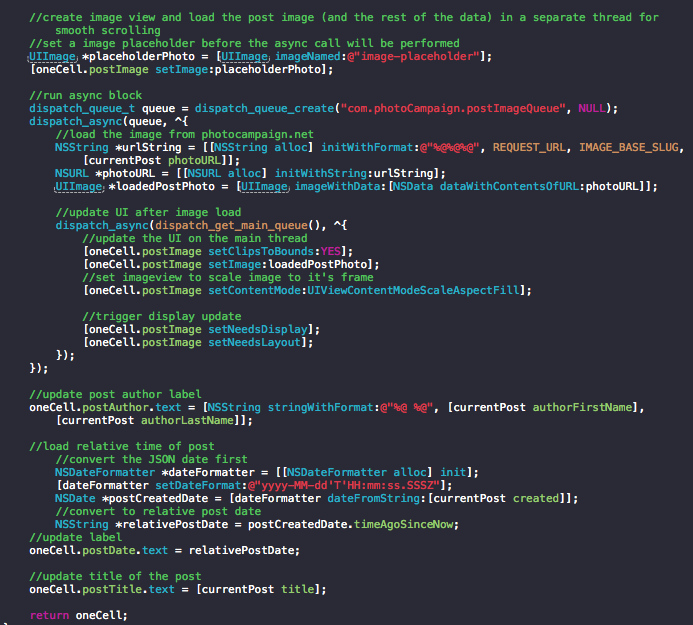 //create image view and load the post image (and the rest of the data) in a separate thread for
smooth scrolling
//set a image placeholder before the async call will be performed
UIImage *placeholderPhoto = [UIImage imageNamed:@"image-placeholder"];
[oneCell.postImage setImage:placeholderPhoto];
//run async block
dispatch_queue_t queue = dispatch_queue_create("com.photoCampaign.postImageQueue", NULL);
dispatch_async(queue, ^{
//load the image from photocampaign.net
NSString *urlString = [[NSString alloc] initWithFormat:@"%@%@%@", REQUEST_URL, IMAGE_BASE_SLUG,
[currentPost photoURL]];
NSURL *photoURL = [[NSURL alloc] initWithString:urlString];
UIImage *loadedPostPhoto = [UIImage imageWithData:[NSData dataWithContentsOfURL:photoURL]];
//update UI after image load
dispatch_async(dispatch_get_main_queue(), ^{
//update the UI on the main thread
[oneCell.postImage setClipsToBounds:YES];
[oneCell.postImage setImage:loadedPostPhoto];
//set imageview to scale image to it's frame
[oneCell.postImage setContentMode:UIViewContentModeScaleAspectFill];
//trigger display update
[oneCell.postImage setNeedsDisplay];
[oneCell.postImage setNeedsLayout];
});
});
//update post author label
oneCell.postAuthor.text = [NSString stringWithFormat:@"%@ %@", [currentPost authorFirstName],
[currentPost authorLastName]];
//load relative time of post
//convert the JSON date first
NSDateFormatter *dateFormatter = [[NSDateFormatter alloc] init];
[dateFormatter setDateFormat:@"yyyy-MM-dd'T'HH:mm:ss.SSSZ"];
NSDate *postCreatedDate = [dateFormatter dateFromString:[currentPost created]];
//convert to relative post date
NSString *relativePostDate = postCreatedDate.timeAgoSinceNow;
//update label
oneCell.postDate.text = relativePostDate;
//update title of the post
oneCell.postTitle.text = [currentPost title];
return oneCell;